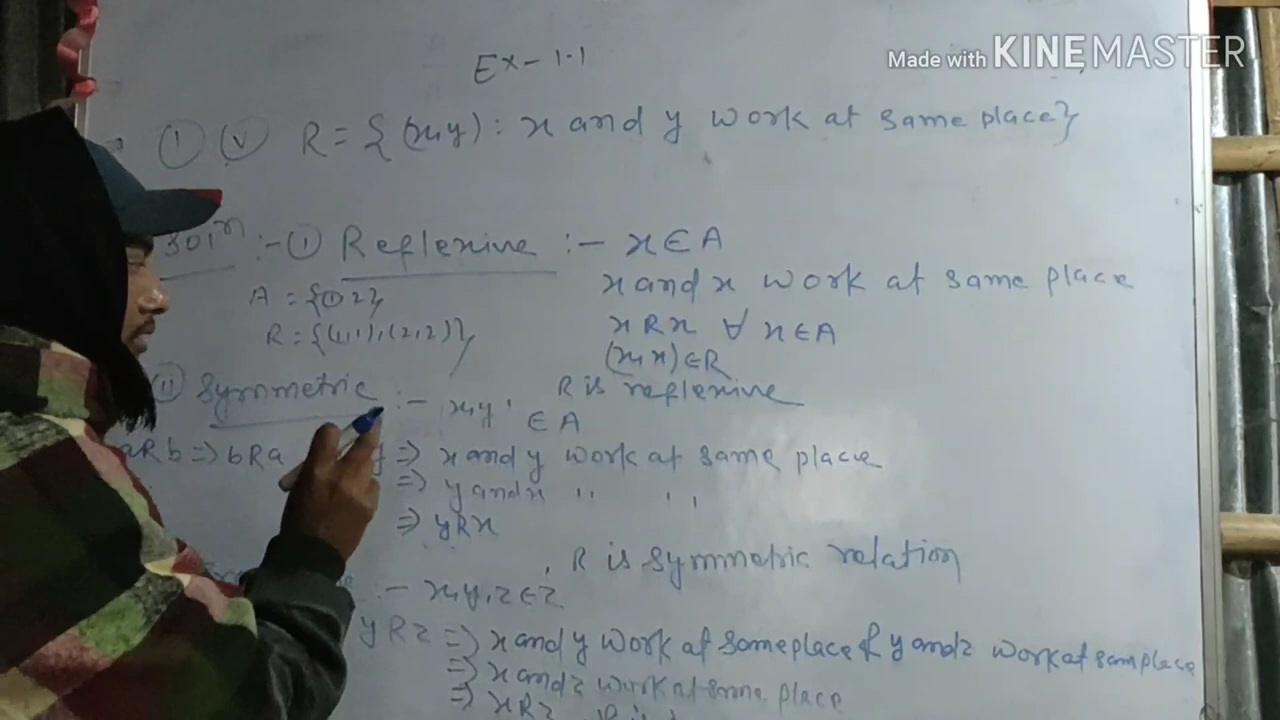 Made with KINEMASTER
Ex - 1.1
① Ⓥ R = {(x,y) : x and y work at same place}
Solⁿ :- ① Reflexive :- x ∈ A
A = {① 2}
x and x work at same place
R = {(1,1), (2,2)}
x R x ∀ x ∈ A
(x, x) ∈ R
R is reflexive
(ii) Symmetric :- x, y ∈ A
aRb => bRa
y => x and y work at same place
=> y and x " "
=> yRx
R is symmetric relation
:- x, y, z ∈ z
yRz => x and y work at same place & y and z work at sam place
=> x and z work at same place
=> xRz